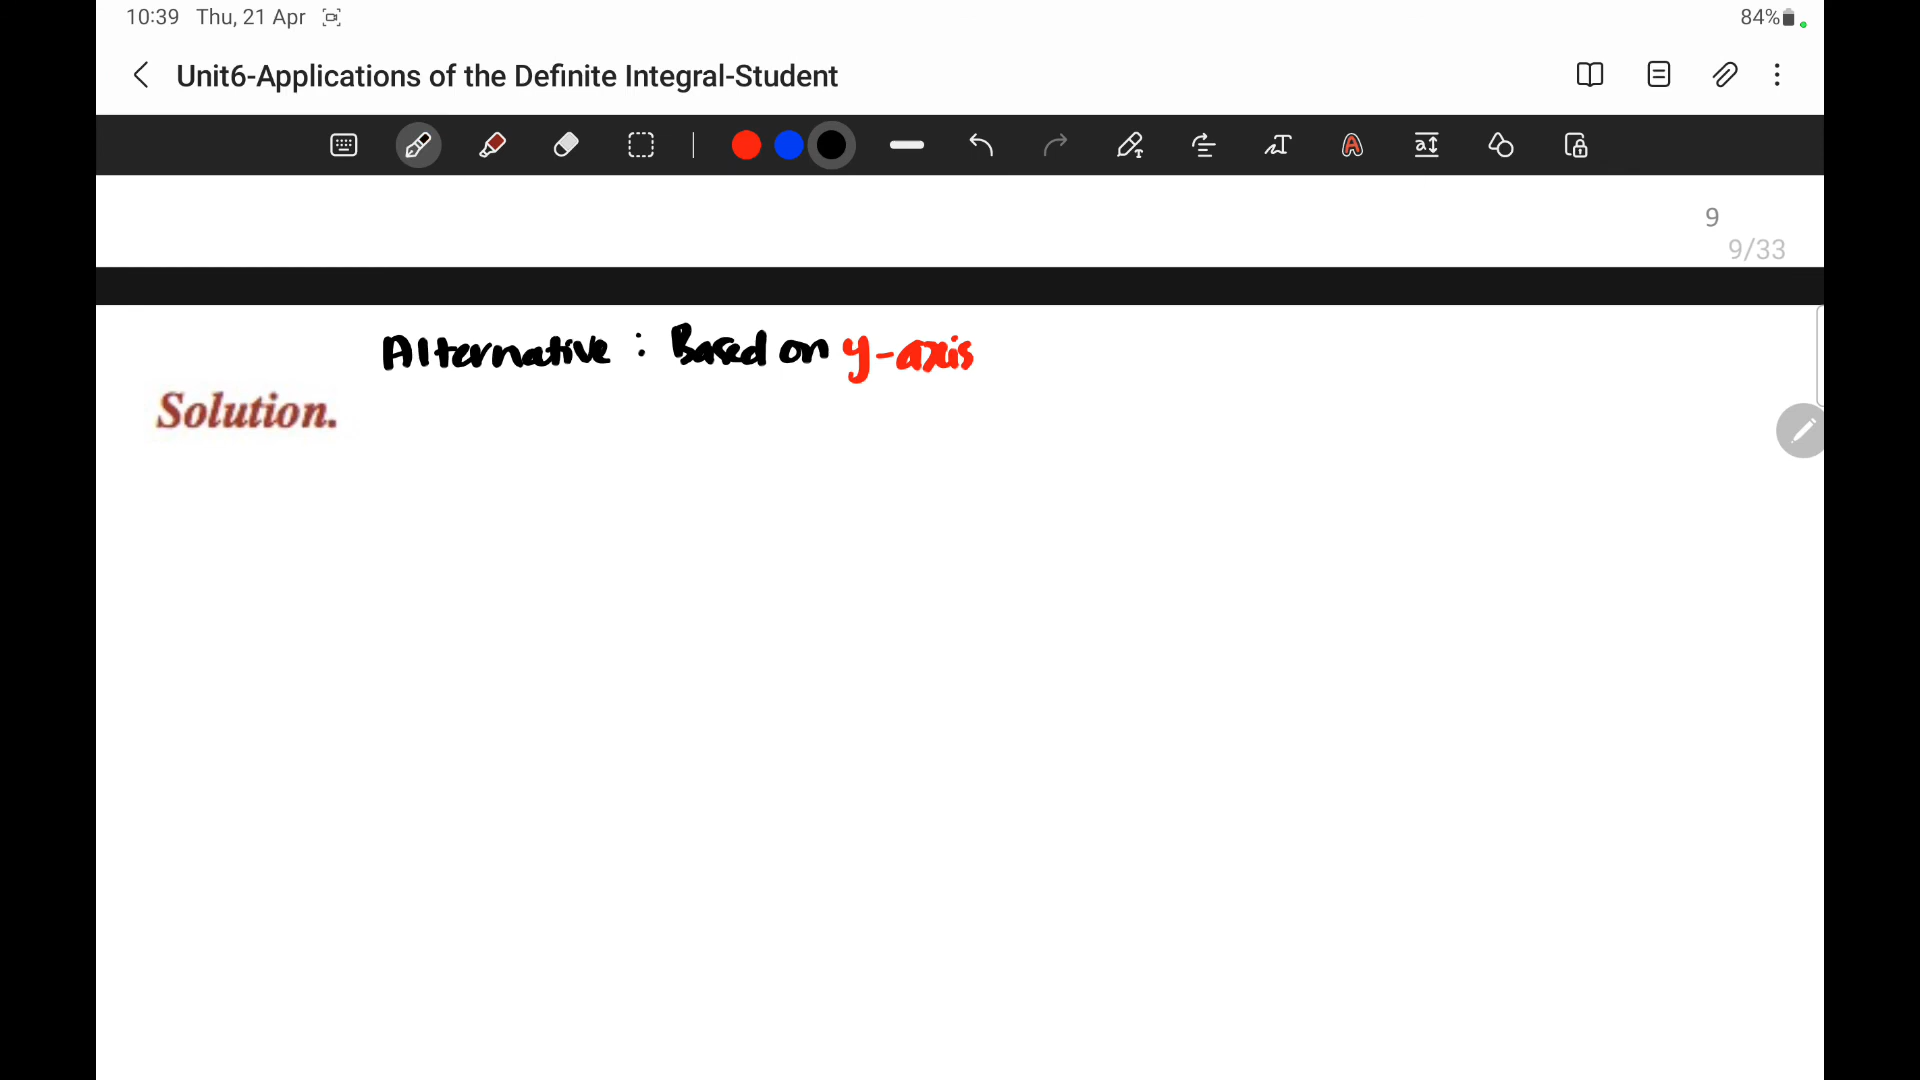 10:39 Thu, 21 Apr 84%
Unit6-Applications of the Definite Integral-Student
9
9/33
Alternative : Based on y-axis
Solution.